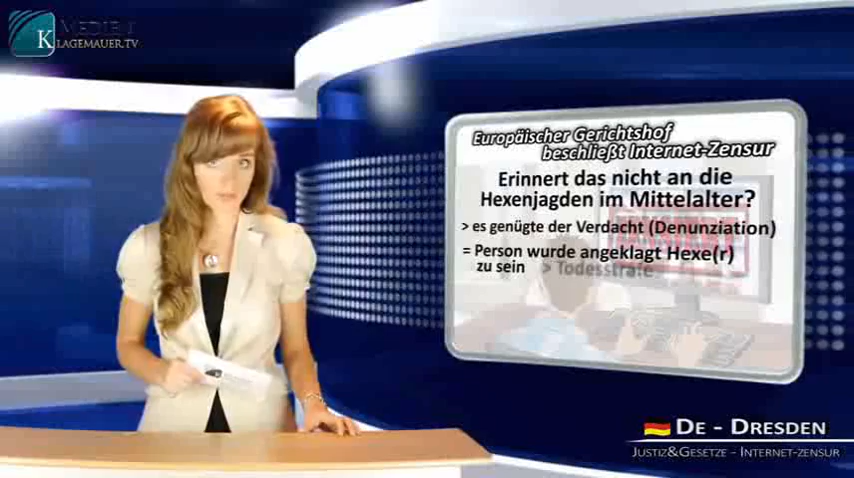 MEDIEN
KLAGEMAUER.TV
Europäischer Gerichtshof
beschließt Internet-Zensur
Erinnert das nicht an die
Hexenjagden im Mittelalter?
> es genügte der Verdacht (Denunziation)
= Person wurde angeklagt Hexe(r)
zu sein > Todesstrafe
DE - DRESDEN
JUSTIZ&GESETZE - INTERNET-ZENSUR